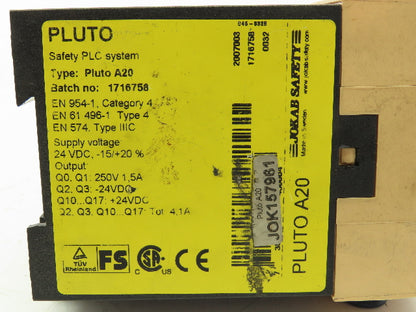 PLUTO
Safety PLC system
Type: Pluto A20
Batch no: 1716758
EN 954-1, Category 4
EN 61 496-1 Type 4
EN 574, Type IIIC
Supply voltage
24 VDC, -15/+20 %
Output:
Q0, Q1: 250V 1,5A
Q2, Q3: -24VDC
Q10...Q17: +24VDC
Q2, Q3, Q10...Q17: Tot 4,1A
TÜV
Rheinland
FS
C
US
CE
2007003
1716758
0032
Pluto A20
JOK157961
www.jokabsafety.com
JOKAB SAFETY
Made in Sweden
PLUTO A20